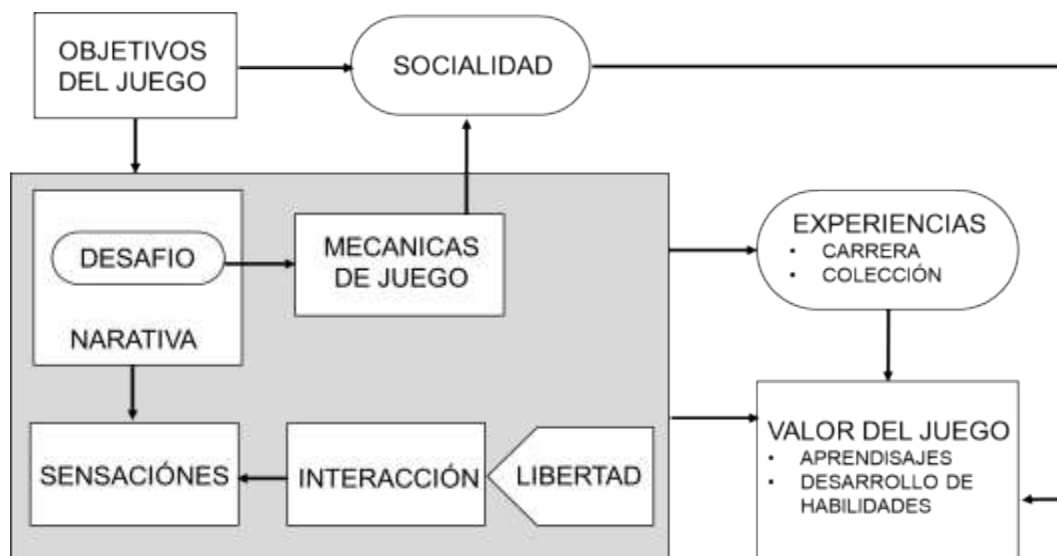 OBJETIVOS
DEL JUEGO
SOCIALIDAD
DESAFIO
NARATIVA
MECANICAS
DE JUEGO
EXPERIENCIAS
• CARRERA
• COLECCIÓN
SENSACIÓNES
INTERACCIÓN
LIBERTAD
VALOR DEL JUEGO
• APRENDISAJES
• DESARROLLO DE
HABILIDADES